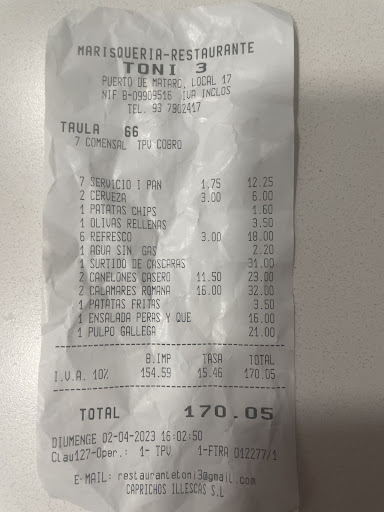 MARISQUERIA-RESTAURANTE
TONI 3
PUERTO DE MATARO, LOCAL 17
NIF B-09909516 IVA INCLOS
TEL. 93 7902417
TAULA 66
7 COMENSAL TPV COBRO
7 SERVICIO I PAN 1.75 12.25
2 CERVEZA 3.00 6.00
1 PATATAS CHIPS 1.60
1 OLIVAS RELLENAS 3.50
6 REFRESCO 3.00 18.00
1 AGUA SIN GAS 2.20
1 SURTIDO DE CASCARAS 31.00
2 CANELONES CASERO 11.50 23.00
2 CALAMARES ROMANA 16.00 32.00
1 PATATAS FRITAS 3.50
1 ENSALADA PERAS Y QUE 16.00
1 PULPO GALLEGA 21.00
B.IMP TASA TOTAL
I.V.A. 10% 154.59 15.46 170.05
TOTAL 170.05
DIUMENGE 02-04-2023 16:02:50
Clau127-Oper.: 1- TPV 1-FTRA 012277/1
E-MAIL: restaurantetoni3@gmail.com
CAPRICHOS ILLESCAS S.L